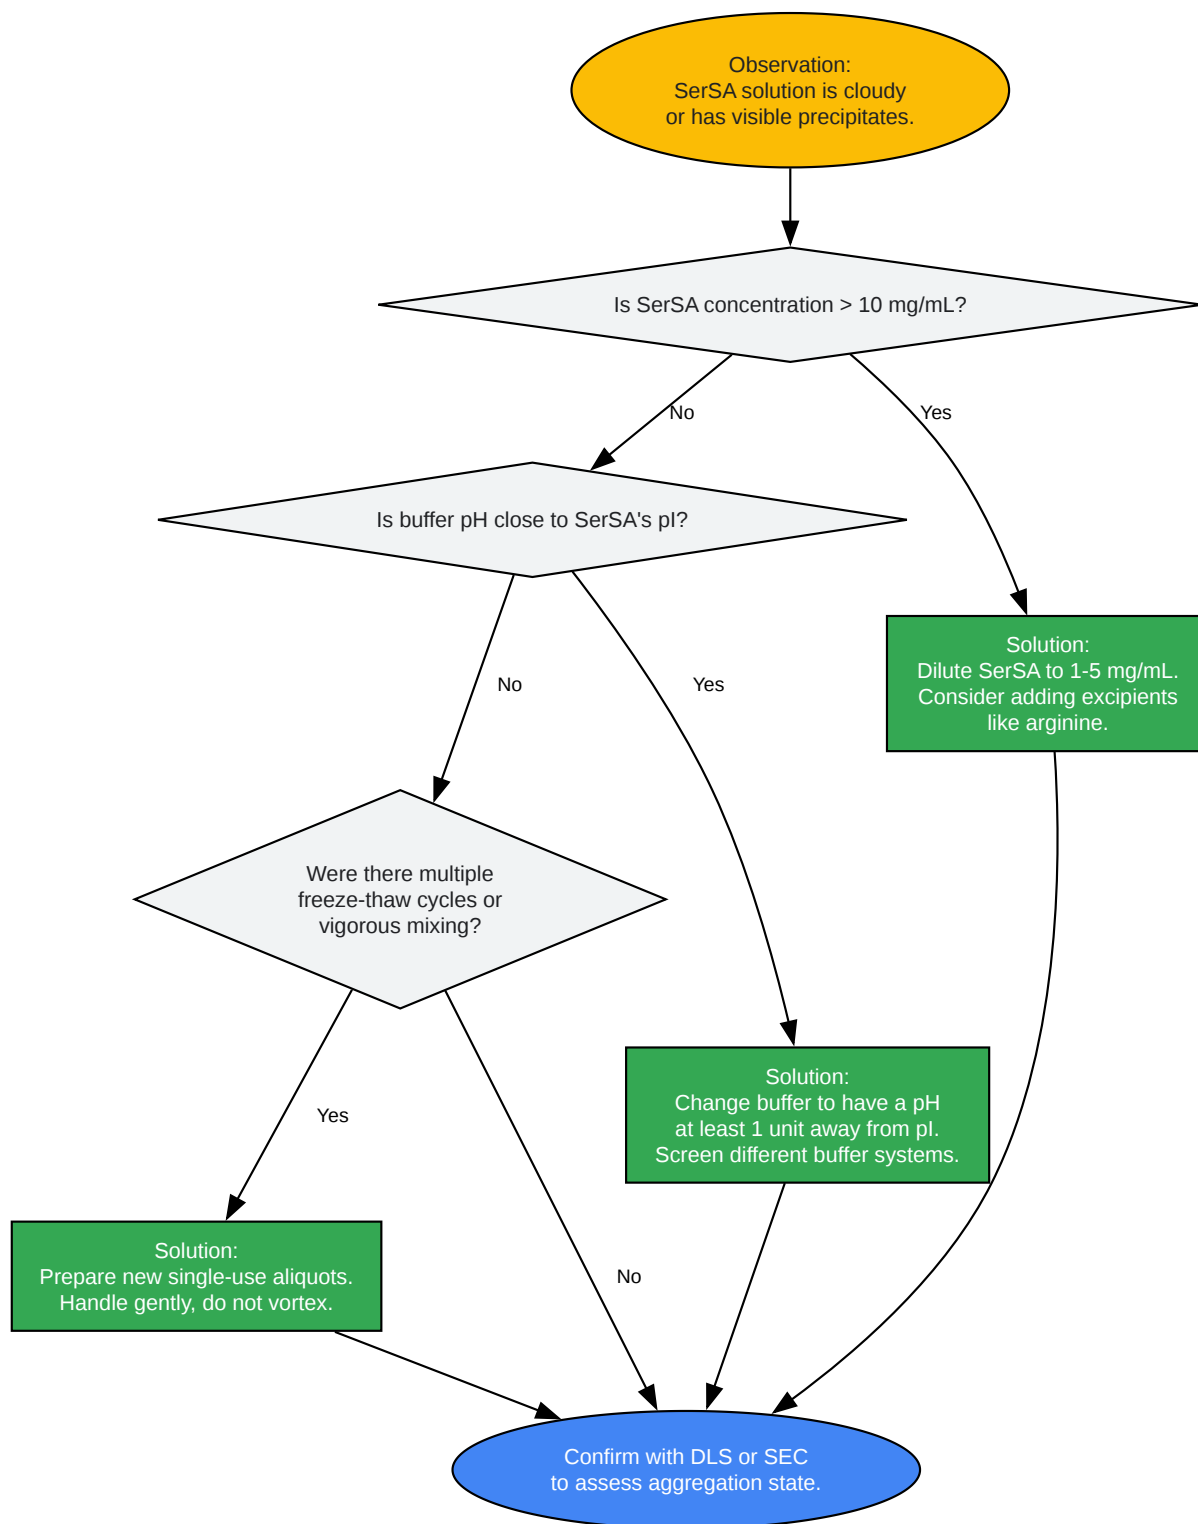 Observation:
SerSA solution is cloudy
or has visible precipitates.
Is SerSA concentration > 10 mg/mL?
No
Yes
Is buffer pH close to SerSA's pI?
Solution:
Dilute SerSA to 1-5 mg/mL.
Consider adding excipients
like arginine.
No
Yes
Were there multiple
freeze-thaw cycles or
vigorous mixing?
Solution:
Change buffer to have a pH
at least 1 unit away from pI.
Screen different buffer systems.
Yes
No
Solution:
Prepare new single-use aliquots.
Handle gently, do not vortex.
Confirm with DLS or SEC
to assess aggregation state.